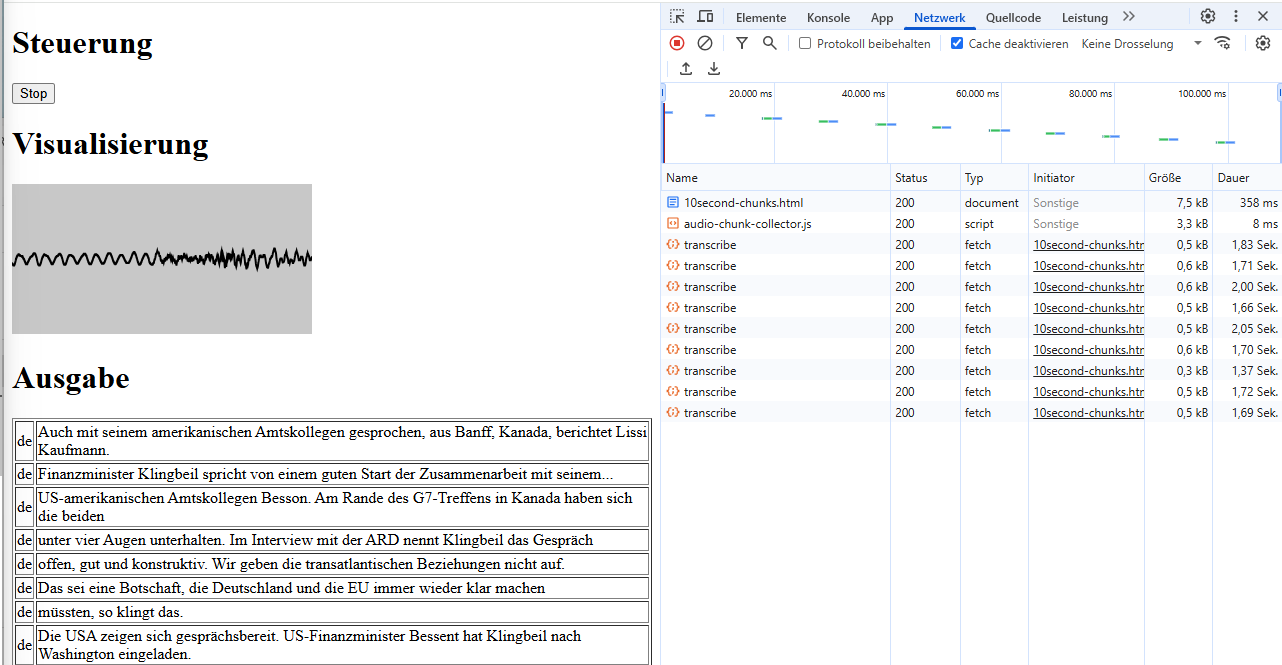 Steuerung
Stop
Visualisierung
Ausgabe
de Auch mit seinem amerikanischen Amtskollegen gesprochen, aus Banff, Kanada, berichtet Lissi
Kaufmann.
de Finanzminister Klingbeil spricht von einem guten Start der Zusammenarbeit mit seinem...
de US-amerikanischen Amtskollegen Besson. Am Rande des G7-Treffens in Kanada haben sich
die beiden
de unter vier Augen unterhalten. Im Interview mit der ARD nennt Klingbeil das Gespräch
de offen, gut und konstruktiv. Wir geben die transatlantischen Beziehungen nicht auf.
de Das sei eine Botschaft, die Deutschland und die EU immer wieder klar machen
de müssten, so klingt das.
de Die USA zeigen sich gesprächsbereit. US-Finanzminister Bessent hat Klingbeil nach
Washington eingeladen.
Elemente Konsole App Netzwerk Quellcode Leistung
Protokoll beibehalten Cache deaktivieren Keine Drosselung
20.000 ms 40.000 ms 60.000 ms 80.000 ms 100.000 ms
Name Status Typ Initiator Größe Dauer
10second-chunks.html 200 document Sonstige 7,5 kB 358 ms
audio-chunk-collector.js 200 script Sonstige 3,3 kB 8 ms
transcribe 200 fetch 10second-chunks.htr 0,5 kB 1,83 Sek.
transcribe 200 fetch 10second-chunks.htr 0,6 kB 1,71 Sek.
transcribe 200 fetch 10second-chunks.htr 0,6 kB 2,00 Sek.
transcribe 200 fetch 10second-chunks.htr 0,5 kB 1,66 Sek.
transcribe 200 fetch 10second-chunks.htr 0,5 kB 2,05 Sek.
transcribe 200 fetch 10second-chunks.htr 0,6 kB 1,70 Sek.
transcribe 200 fetch 10second-chunks.htr 0,3 kB 1,37 Sek.
transcribe 200 fetch 10second-chunks.htr 0,5 kB 1,72 Sek.
transcribe 200 fetch 10second-chunks.htr 0,5 kB 1,69 Sek.